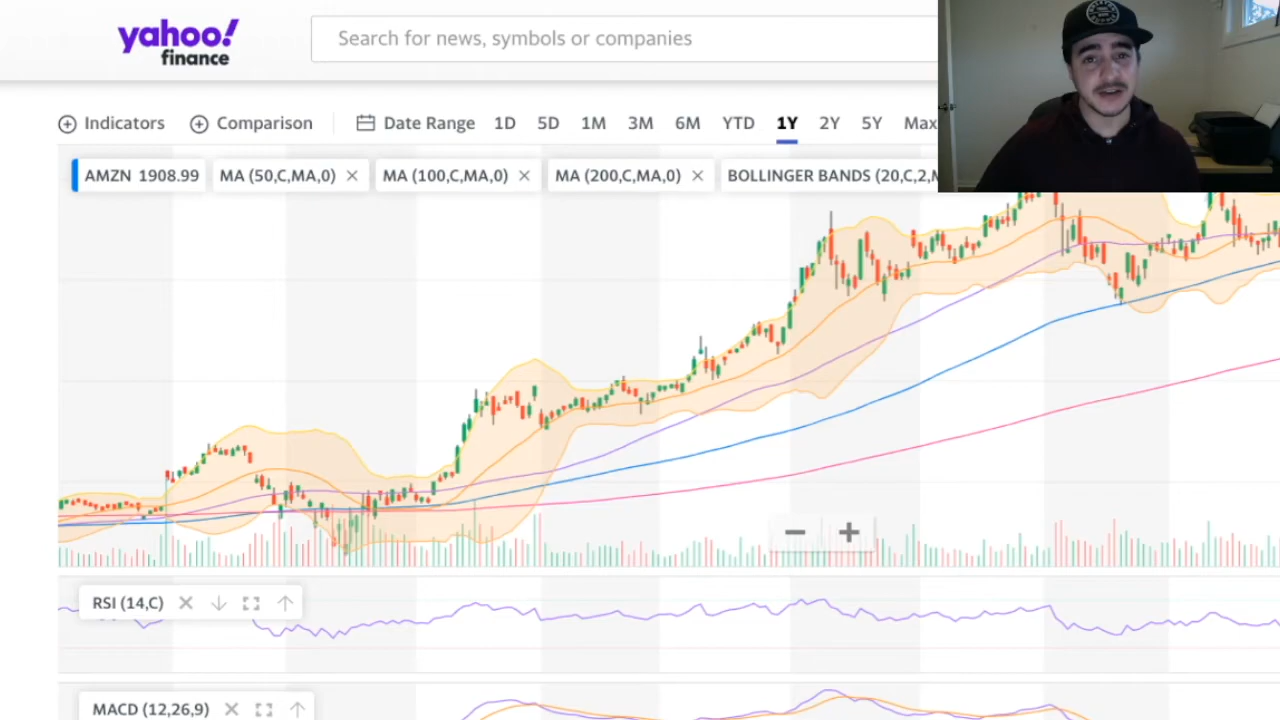 yahoo!
finance
Search for news, symbols or companies
Indicators Comparison Date Range 1D 5D 1M 3M 6M YTD 1Y 2Y 5Y Max
AMZN 1908.99 MA (50,C,MA,0) MA (100,C,MA,0) MA (200,C,MA,0) BOLLINGER BANDS (20,C,2,M
RSI (14,C)
MACD (12,26,9)